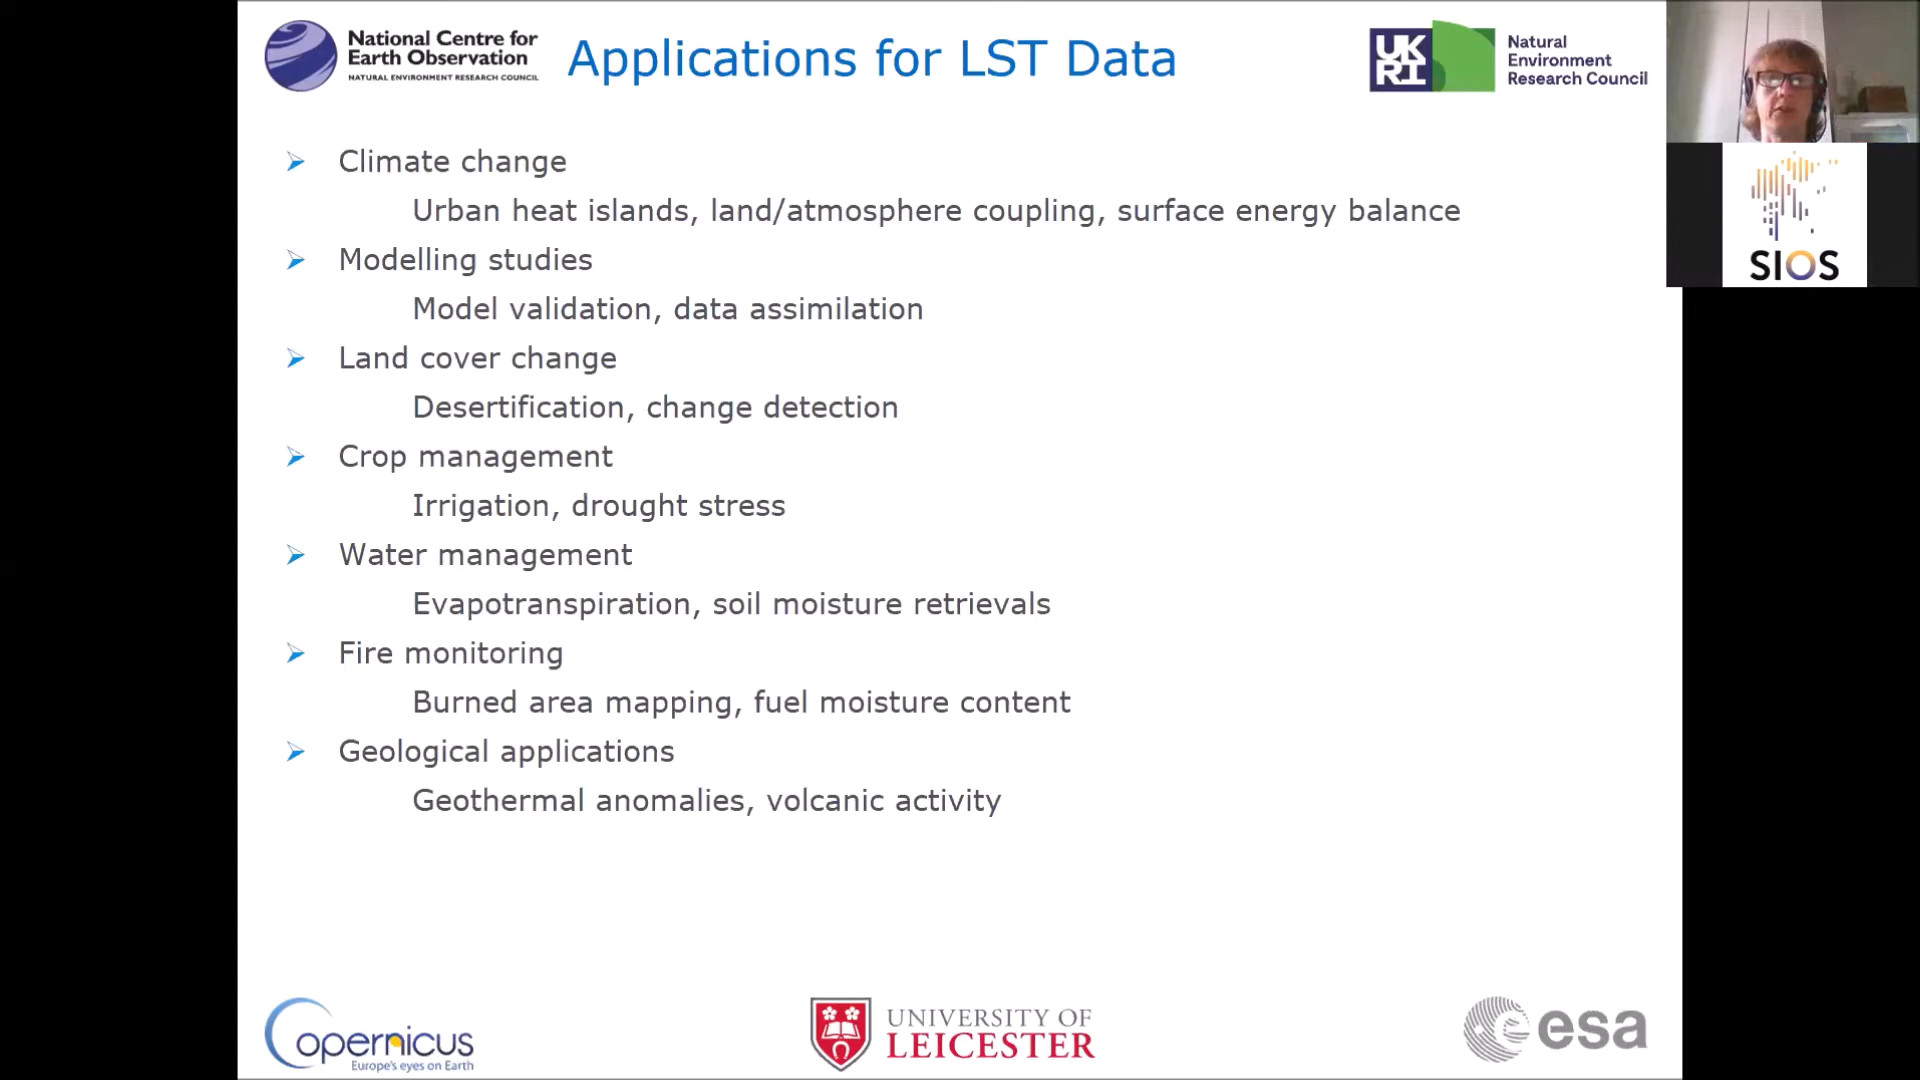 National Centre for
Earth Observation
NATURAL ENVIRONMENT RESEARCH COUNCIL
Applications for LST Data
UK
RI
Natural
Environment
Research Council
Climate change
Urban heat islands, land/atmosphere coupling, surface energy balance
Modelling studies
Model validation, data assimilation
Land cover change
Desertification, change detection
Crop management
Irrigation, drought stress
Water management
Evapotranspiration, soil moisture retrievals
Fire monitoring
Burned area mapping, fuel moisture content
Geological applications
Geothermal anomalies, volcanic activity
SIOS
Copernicus
Europe's eyes on Earth
UNIVERSITY OF
LEICESTER
esa